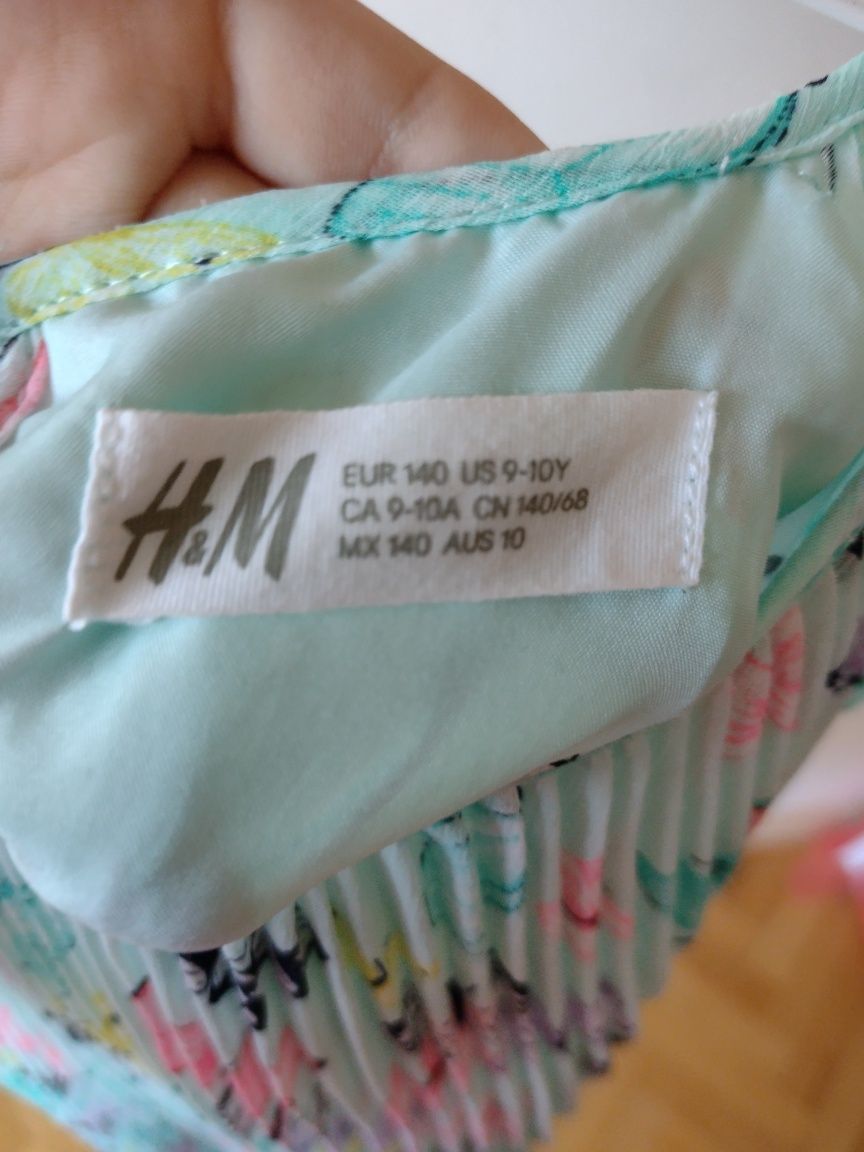 H&M
EUR 140 US 9-10Y
CA 9-10A CN 140/68
MX 140 AUS 10